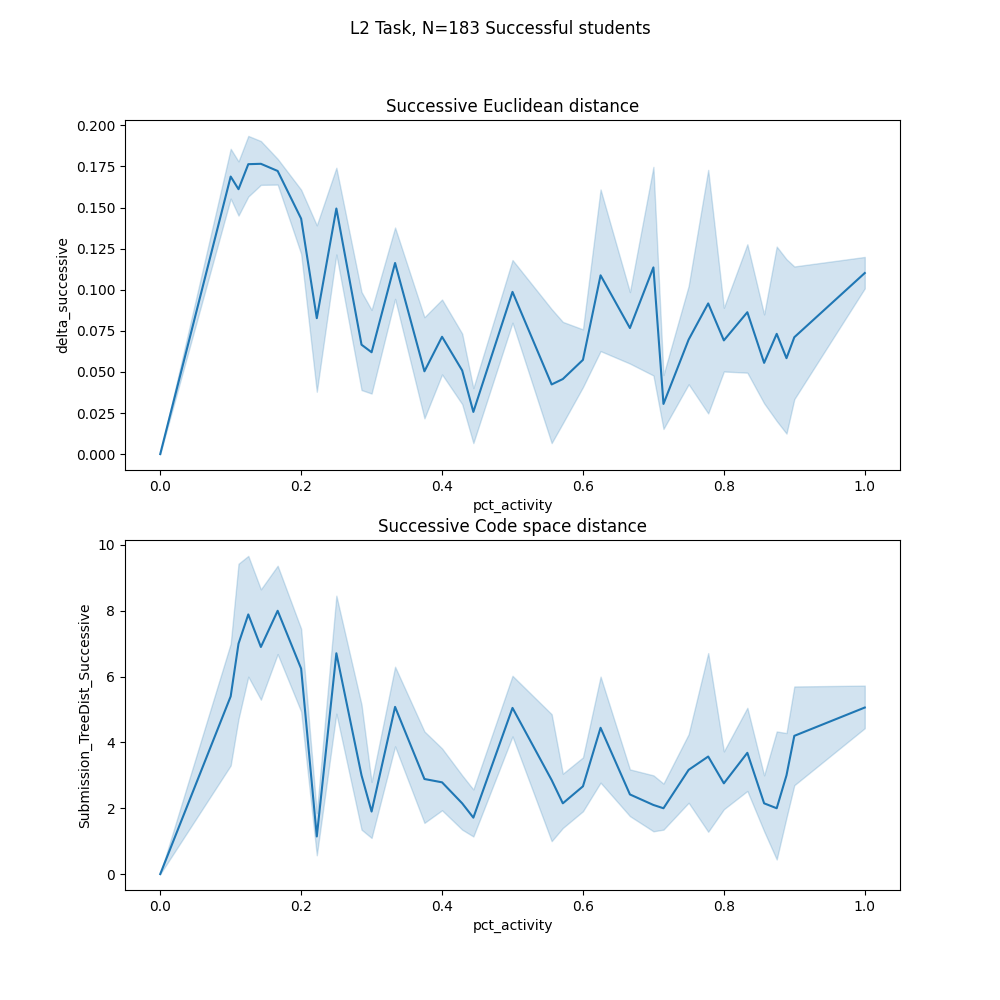 L2 Task, N=183 Successful students
Successive Euclidean distance
0.200
0.175
0.150
0.125
0.100
0.075
0.050
0.025
0.000
delta_successive
0.0 0.2 0.4 0.6 0.8 1.0
pct_activity
Successive Code space distance
10
8
6
4
2
0
Submission_TreeDist_Successive
0.0 0.2 0.4 0.6 0.8 1.0
pct_activity